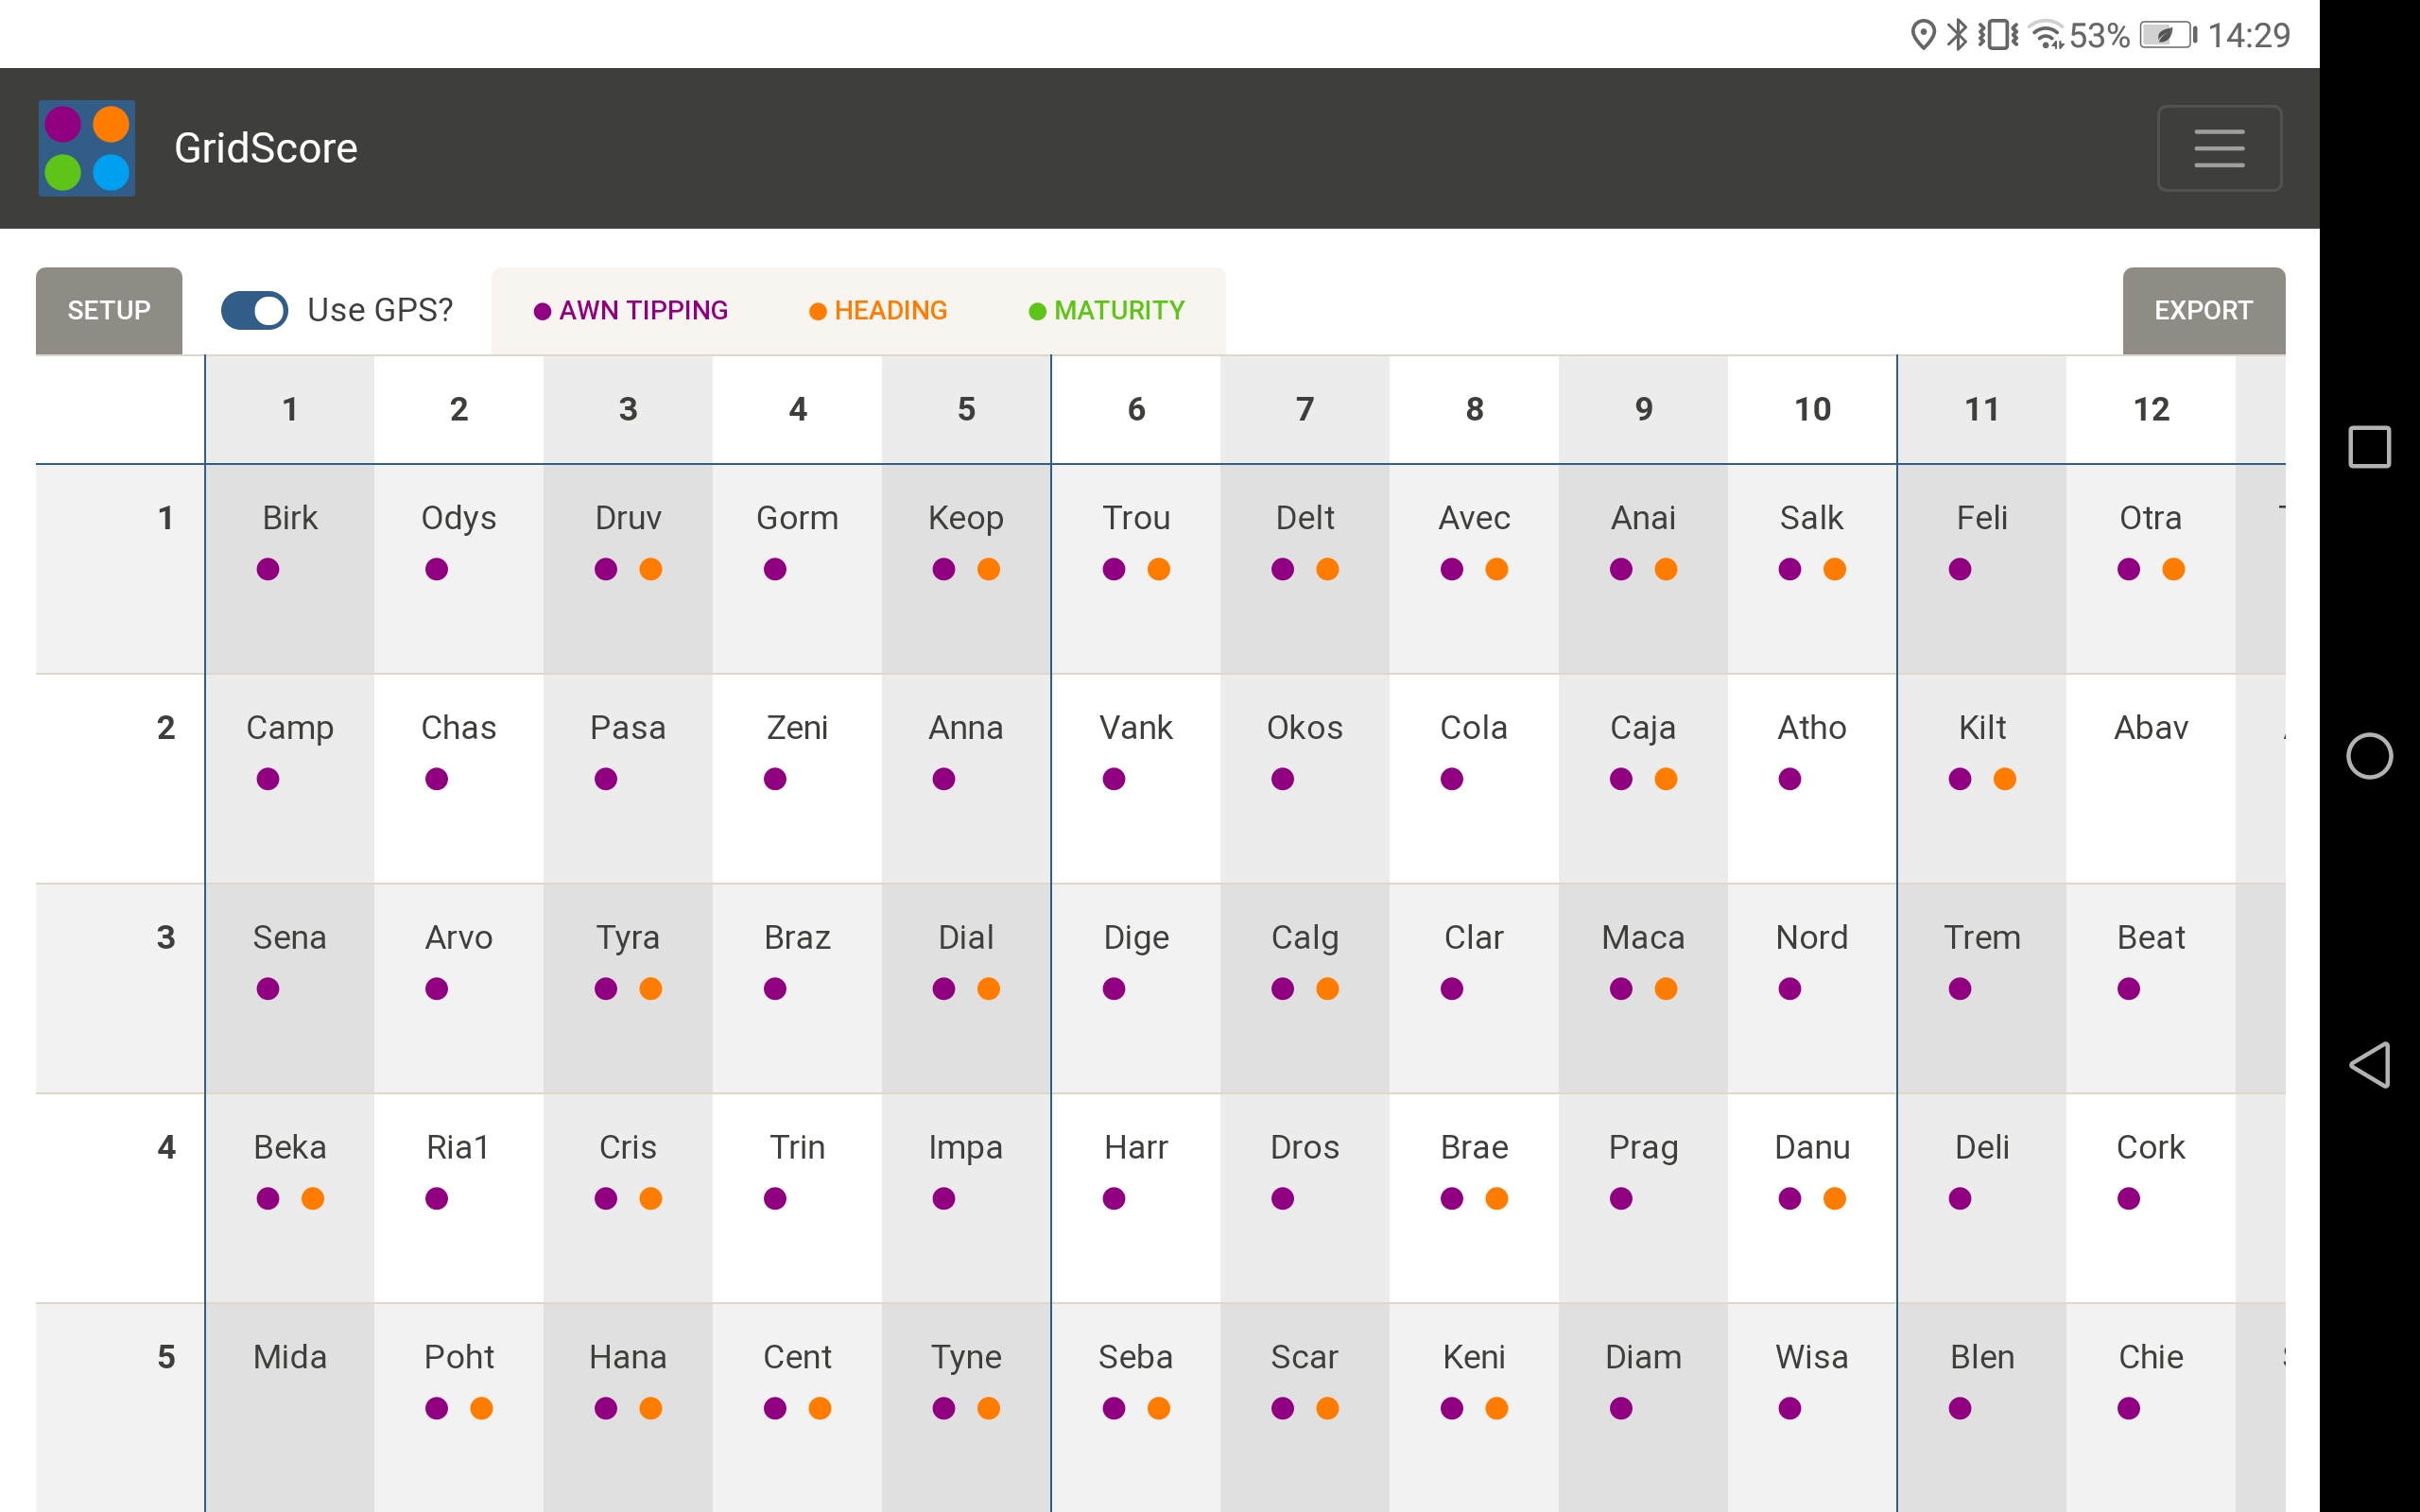 53% 14:29
GridScore
SETUP Use GPS? AWN TIPPING HEADING MATURITY EXPORT
1 2 3 4 5 6 7 8 9 10 11 12
1 Birk Odys Druv Gorm Keop Trou Delt Avec Anai Salk Feli Otra
2 Camp Chas Pasa Zeni Anna Vank Okos Cola Caja Atho Kilt Abav
3 Sena Arvo Tyra Braz Dial Dige Calg Clar Maca Nord Trem Beat
4 Beka Ria1 Cris Trin Impa Harr Dros Brae Prag Danu Deli Cork
5 Mida Poht Hana Cent Tyne Seba Scar Keni Diam Wisa Blen Chie